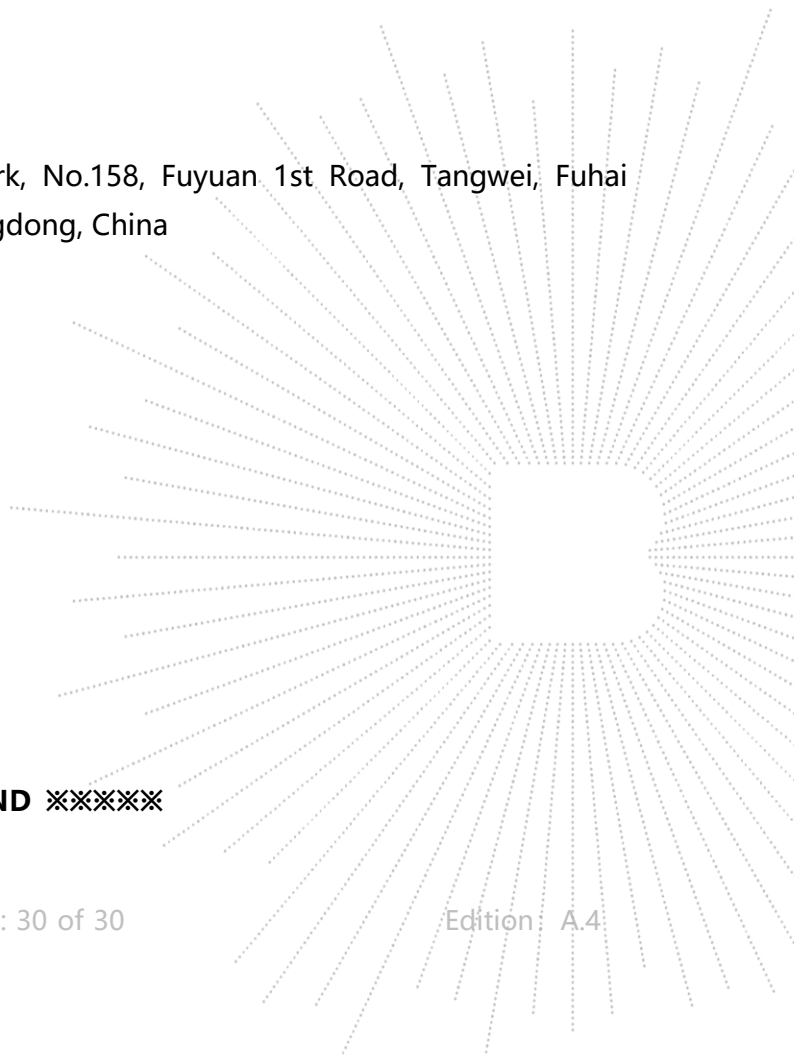 rk, No.158, Fuyuan 1st Road, Tangwei, Fuhai
gdong, China
ND ※※※※※
: 30 of 30 Edition： A.4